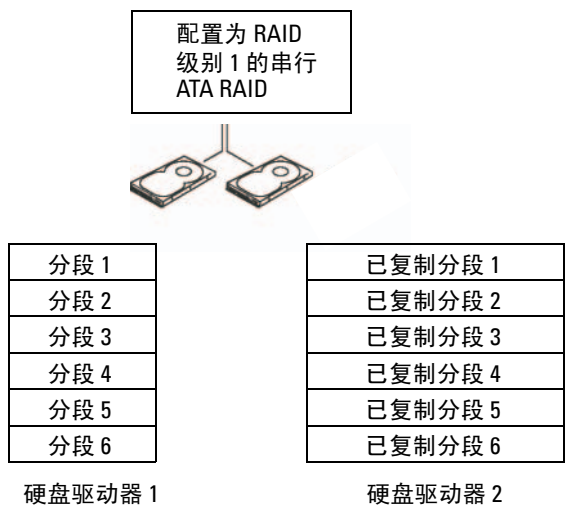 配置为 RAID
级别 1 的串行
ATA RAID
分段 1
已复制分段 1
分段 2
已复制分段 2
分段 3
已复制分段 3
分段 4
已复制分段 4
分段 5
已复制分段 5
分段 6
已复制分段 6
硬盘驱动器 1
硬盘驱动器 2